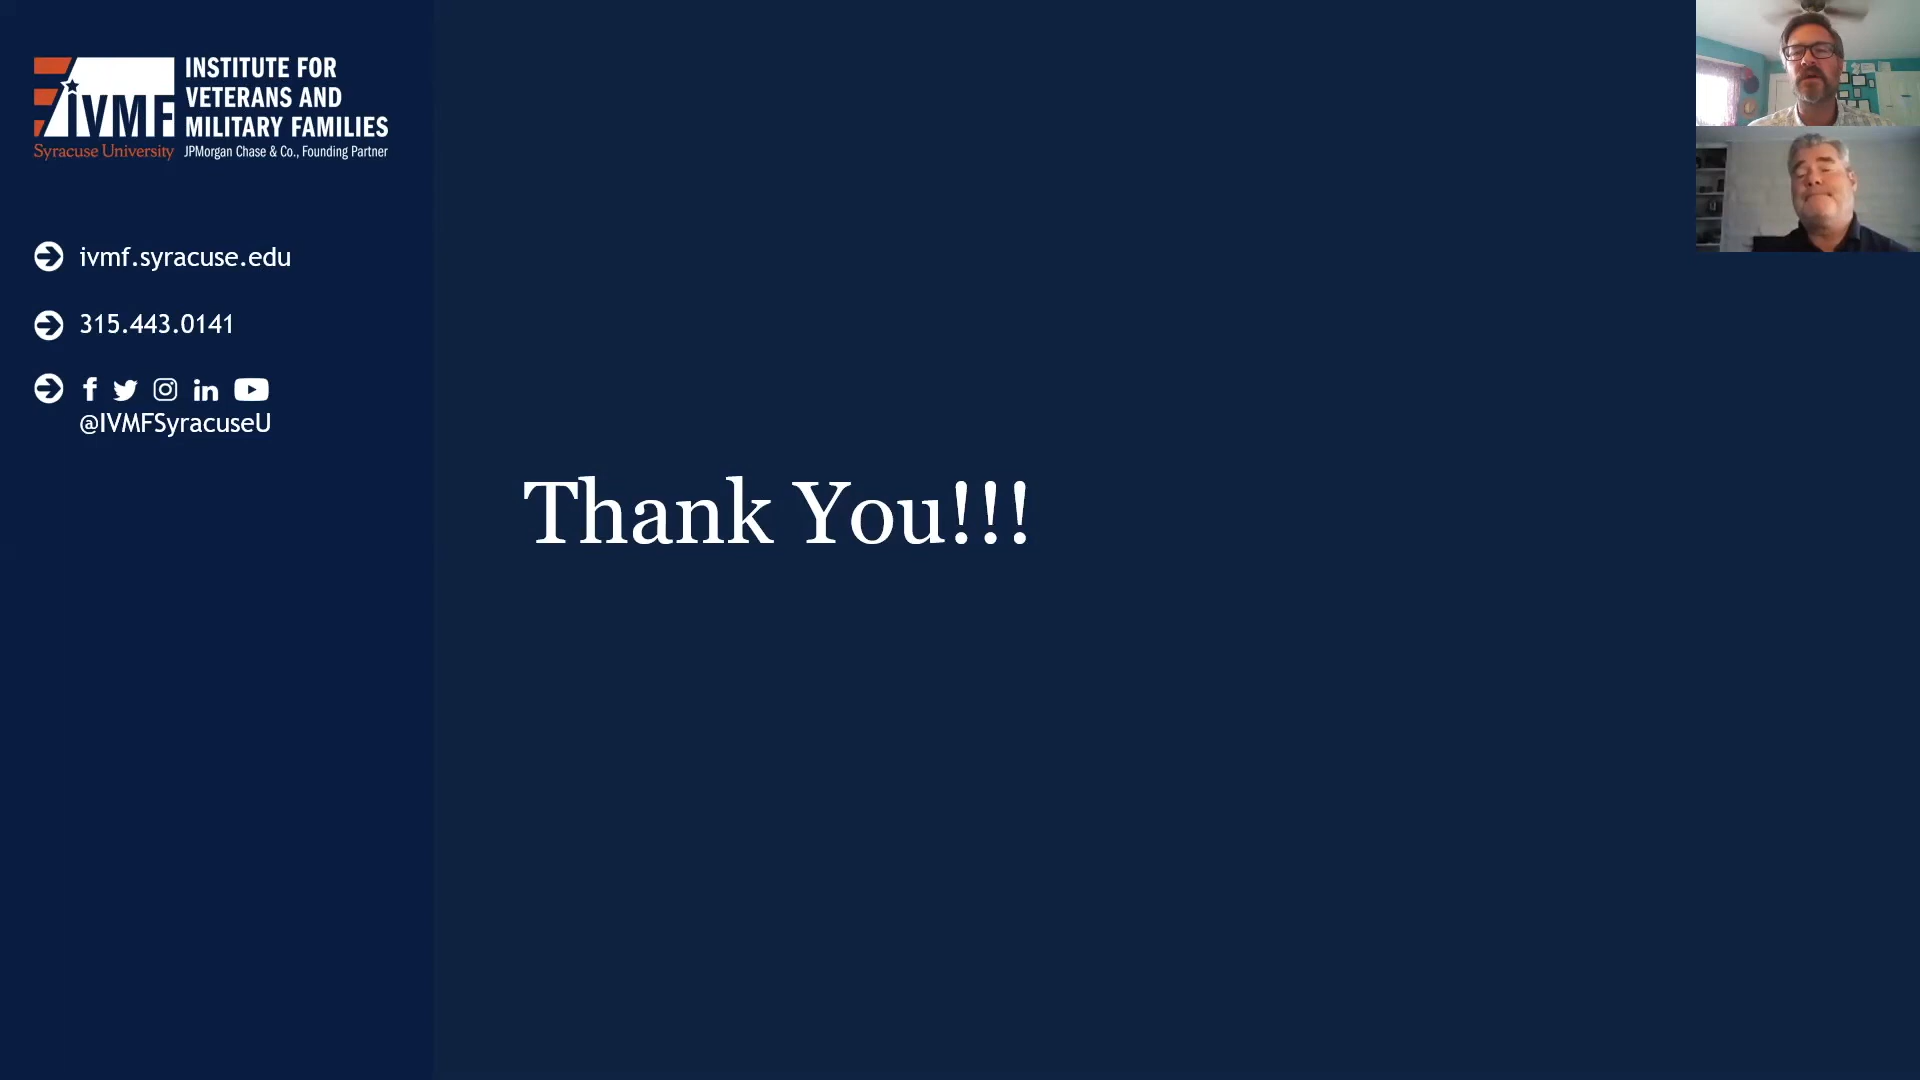 iVMF
INSTITUTE FOR
VETERANS AND
MILITARY FAMILIES
Syracuse University
JPMorgan Chase & Co., Founding Partner
ivmf.syracuse.edu
315.443.0141
@IVMFSyracuseU
Thank You!!!